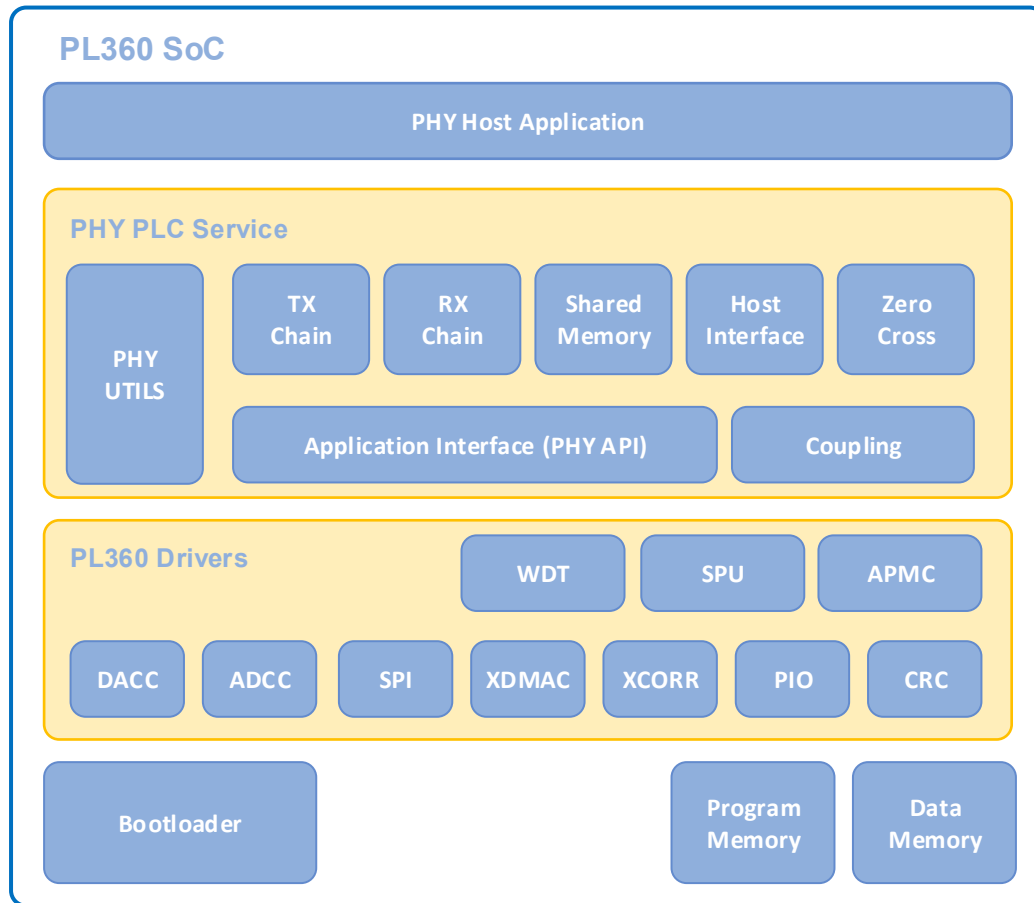 PL360 SoC
PHY Host Application
PHY PLC Service
PHY
UTILS
TX
Chain
RX
Chain
Shared
Memory
Host
Interface
Zero
Cross
Application Interface (PHY API)
Coupling
PL360 Drivers
WDT
SPU
APMC
DACC
ADCC
SPI
XDMAC
XCORR
PIO
CRC
Bootloader
Program
Memory
Data
Memory